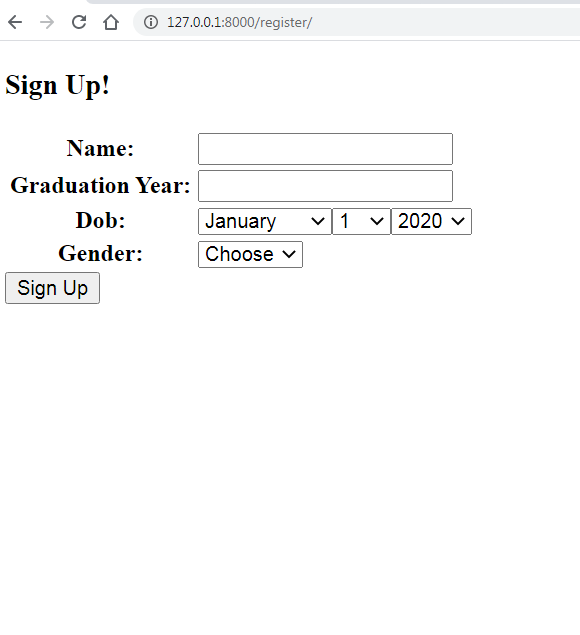 127.0.0.1:8000/register/
Sign Up!
Name:
Graduation Year:
Dob: January 1 2020
Gender: Choose
Sign Up